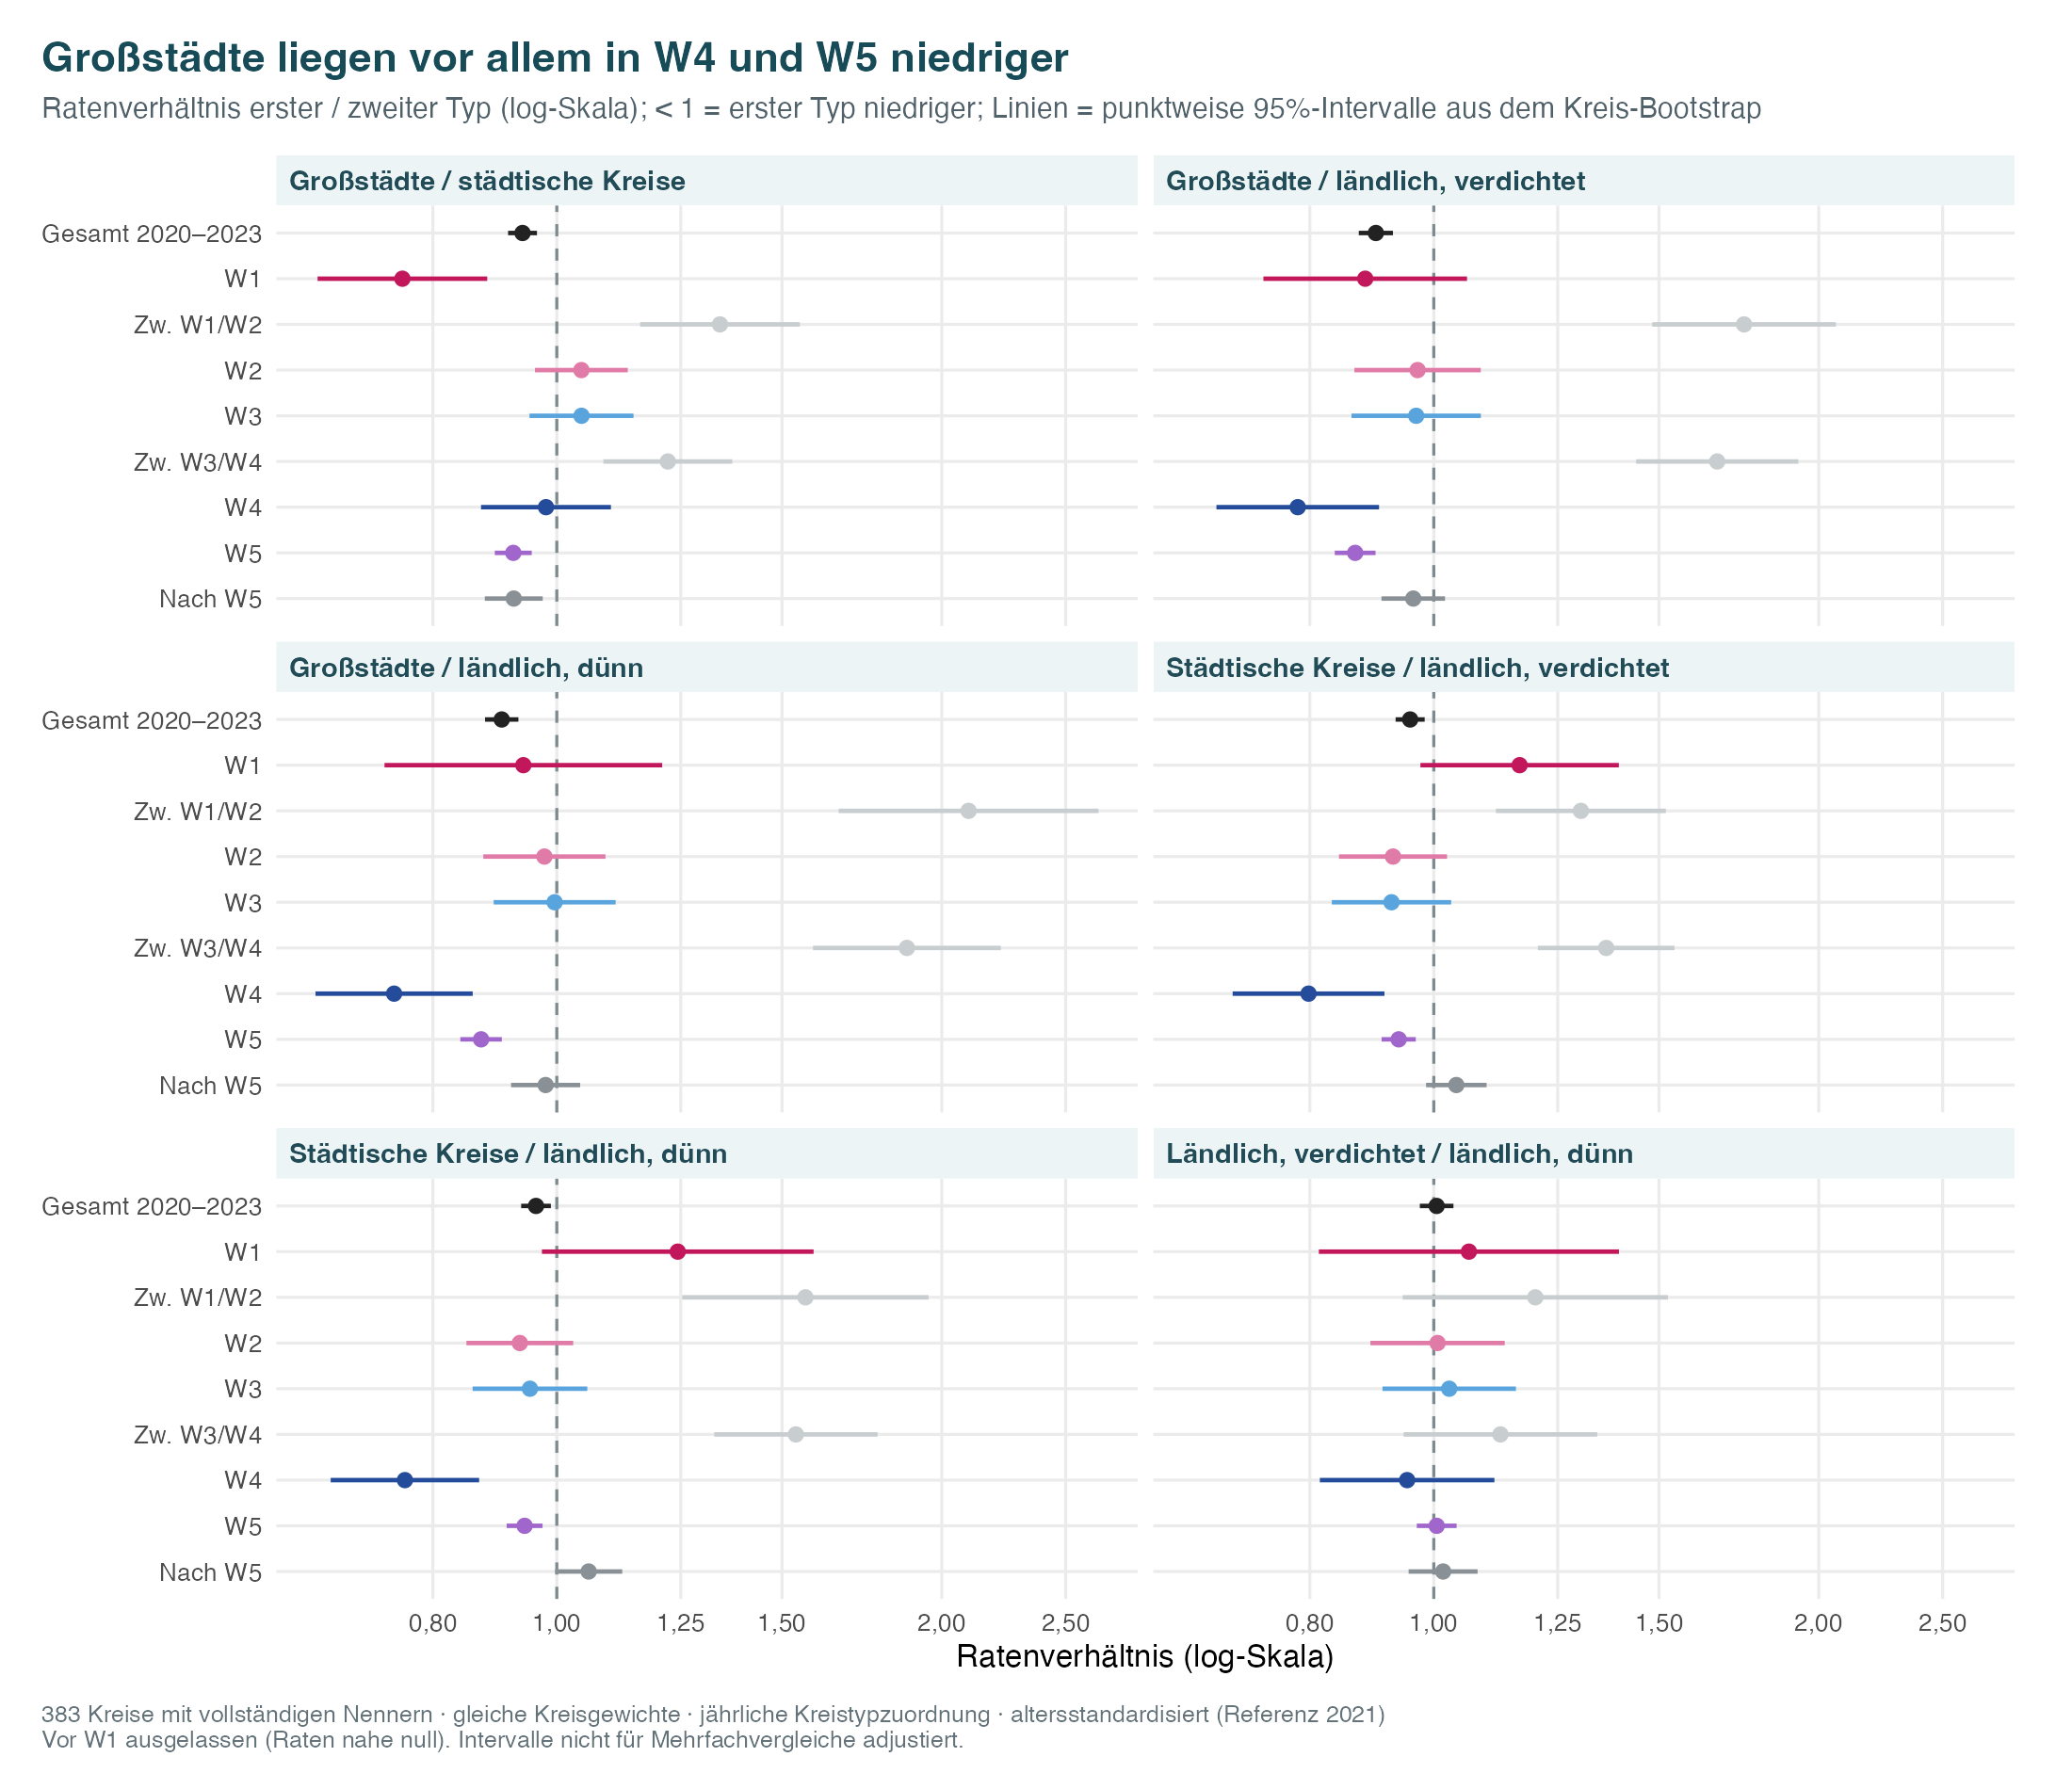 Großstädte liegen vor allem in W4 und W5 niedriger
Ratenverhältnis erster / zweiter Typ (log-Skala); < 1 = erster Typ niedriger; Linien = punktweise 95%-Intervalle aus dem Kreis-Bootstrap
Großstädte / städtische Kreise
Großstädte / ländlich, verdichtet
Gesamt 2020–2023
W1
Zw. W1/W2
W2
W3
Zw. W3/W4
W4
W5
Nach W5
Großstädte / ländlich, dünn
Städtische Kreise / ländlich, verdichtet
Gesamt 2020–2023
W1
Zw. W1/W2
W2
W3
Zw. W3/W4
W4
W5
Nach W5
Städtische Kreise / ländlich, dünn
Ländlich, verdichtet / ländlich, dünn
Gesamt 2020–2023
W1
Zw. W1/W2
W2
W3
Zw. W3/W4
W4
W5
Nach W5
0,80 1,00 1,25 1,50 2,00 2,50 0,80 1,00 1,25 1,50 2,00 2,50
Ratenverhältnis (log-Skala)
383 Kreise mit vollständigen Nennern · gleiche Kreisgewichte · jährliche Kreistypzuordnung · altersstandardisiert (Referenz 2021)
Vor W1 ausgelassen (Raten nahe null). Intervalle nicht für Mehrfachvergleiche adjustiert.